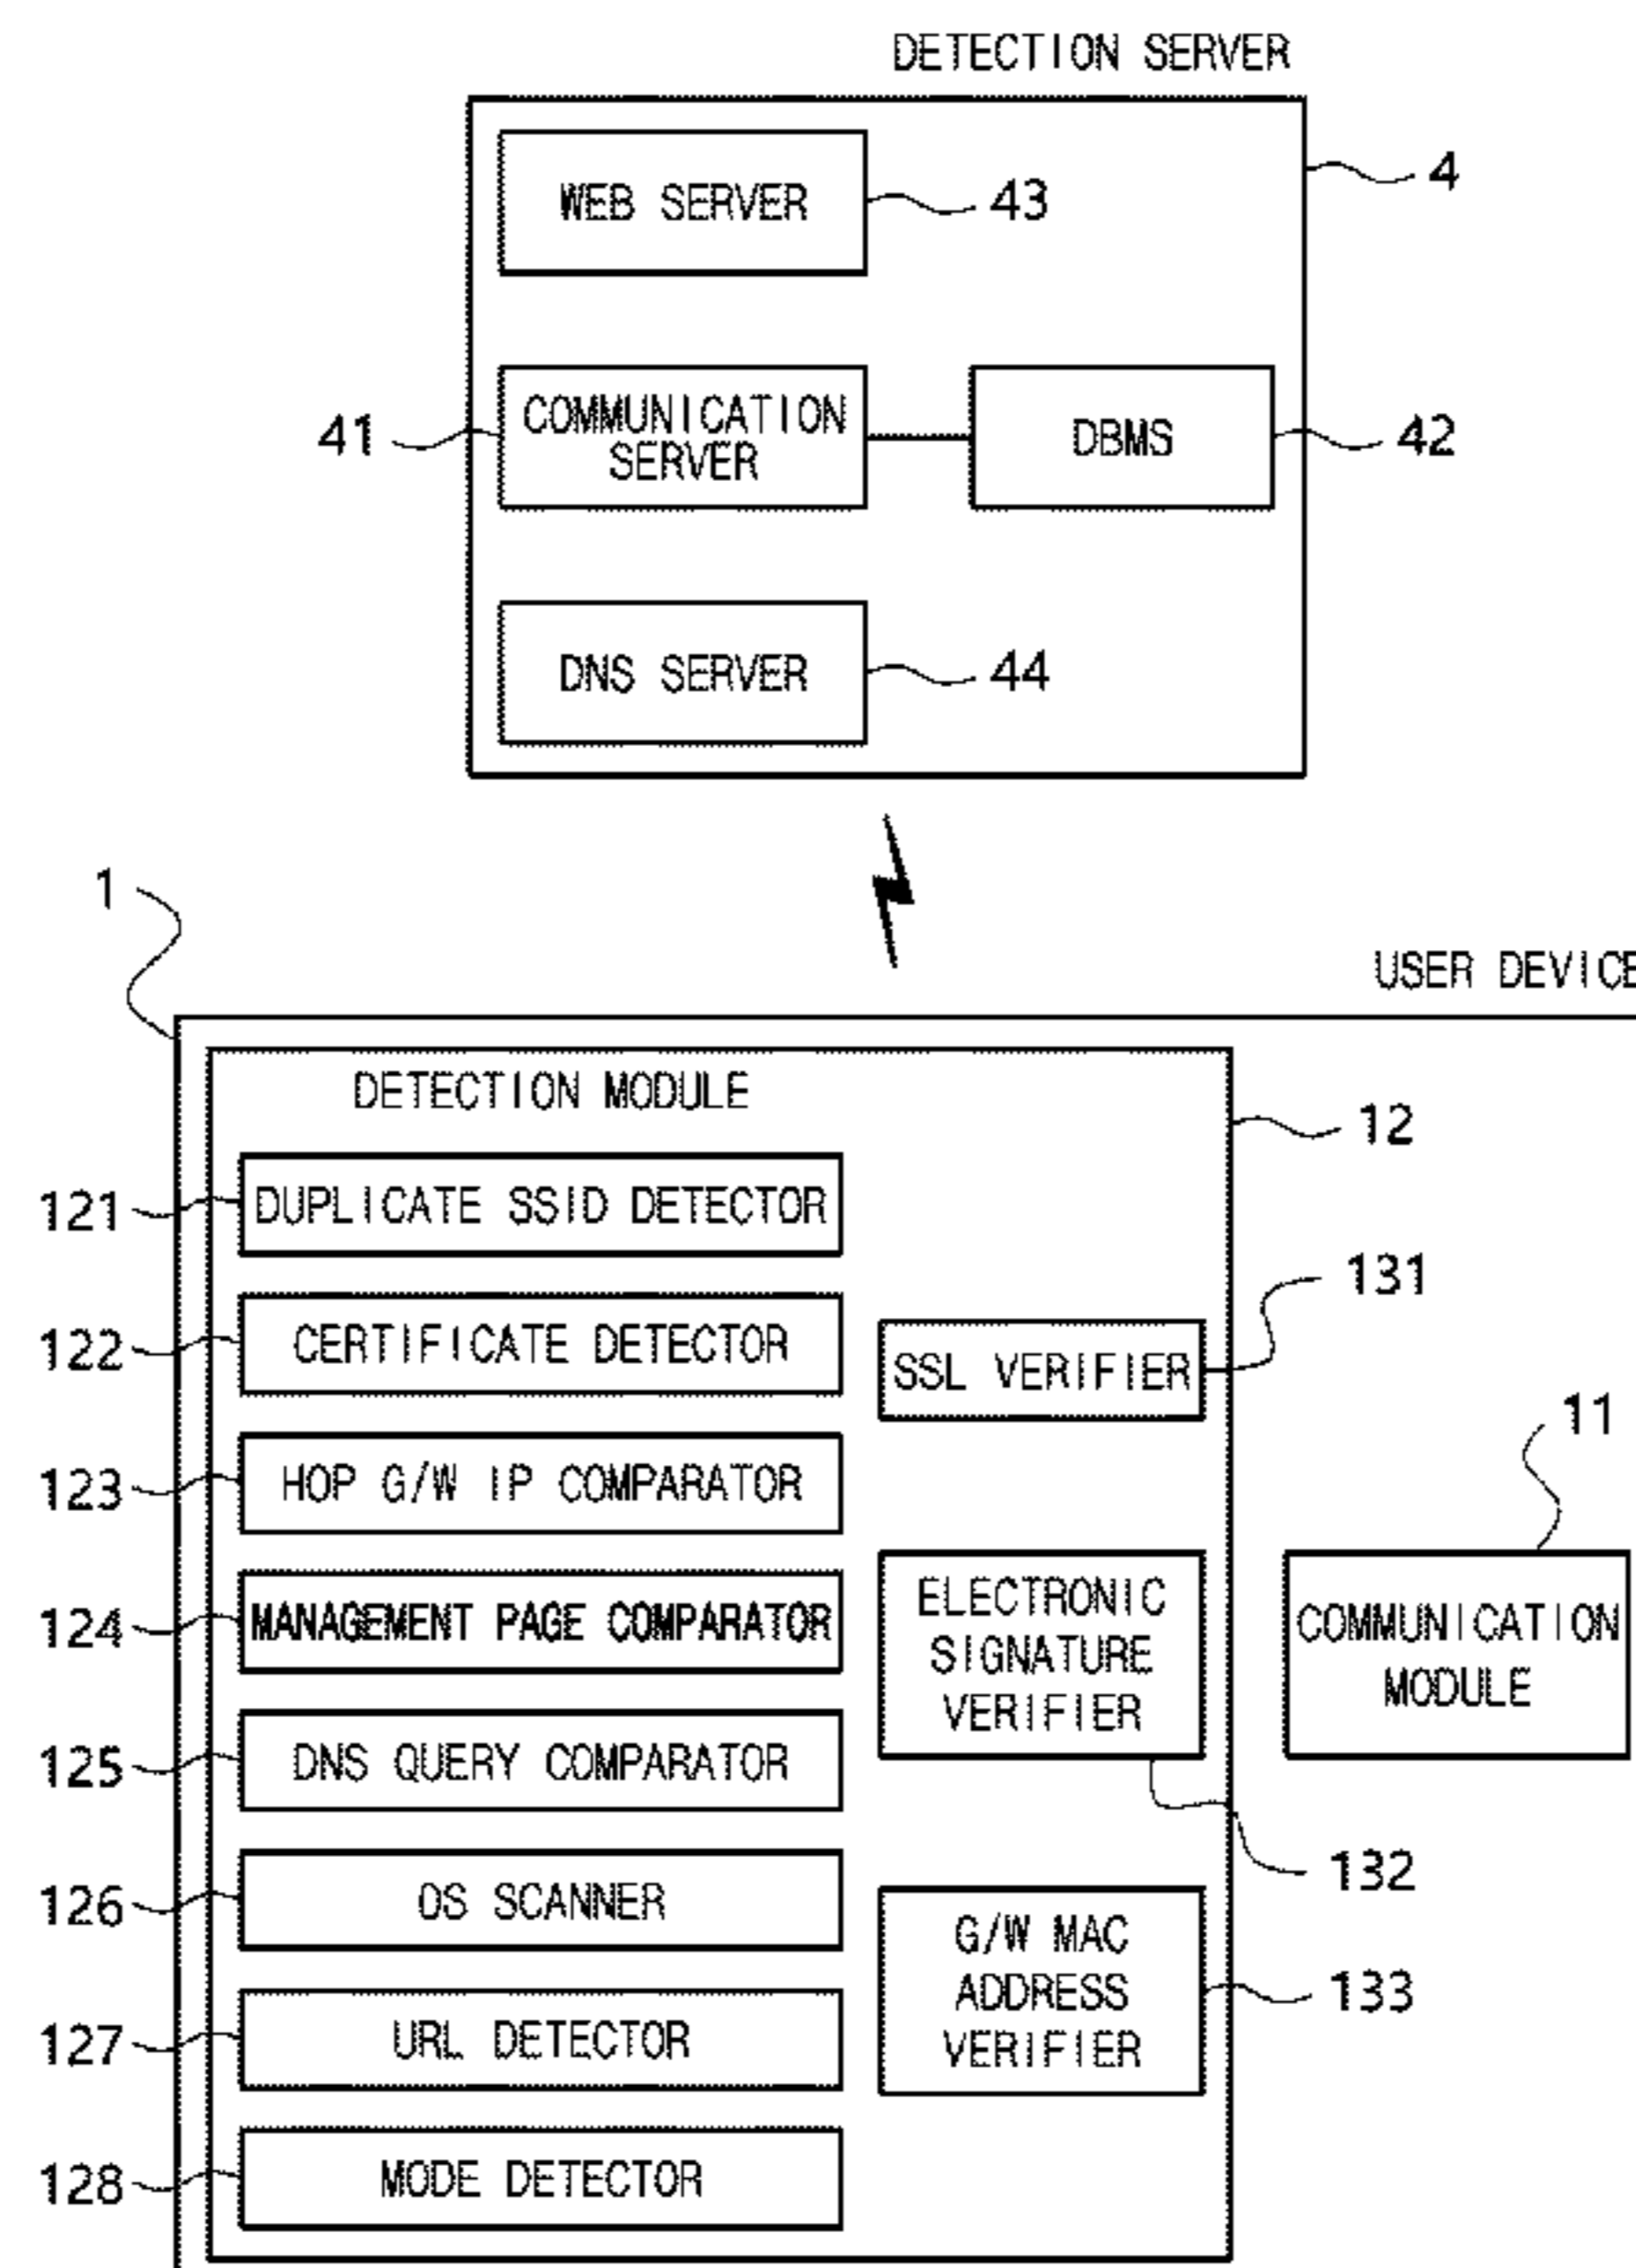 DETECTION SERVER
4
WEB SERVER
43
41
COMMUNICATION
SERVER
DBMS
42
DNS SERVER
44
1
USER DEVICE
DETECTION MODULE
12
121
DUPLICATE SSID DETECTOR
131
122
CERTIFICATE DETECTOR
SSL VERIFIER
11
123
HOP G/W IP COMPARATOR
124
MANAGEMENT PAGE COMPARATOR
ELECTRONIC
SIGNATURE
VERIFIER
COMMUNICATION
MODULE
125
DNS QUERY COMPARATOR
132
126
OS SCANNER
G/W MAC
ADDRESS
VERIFIER
133
127
URL DETECTOR
128
MODE DETECTOR